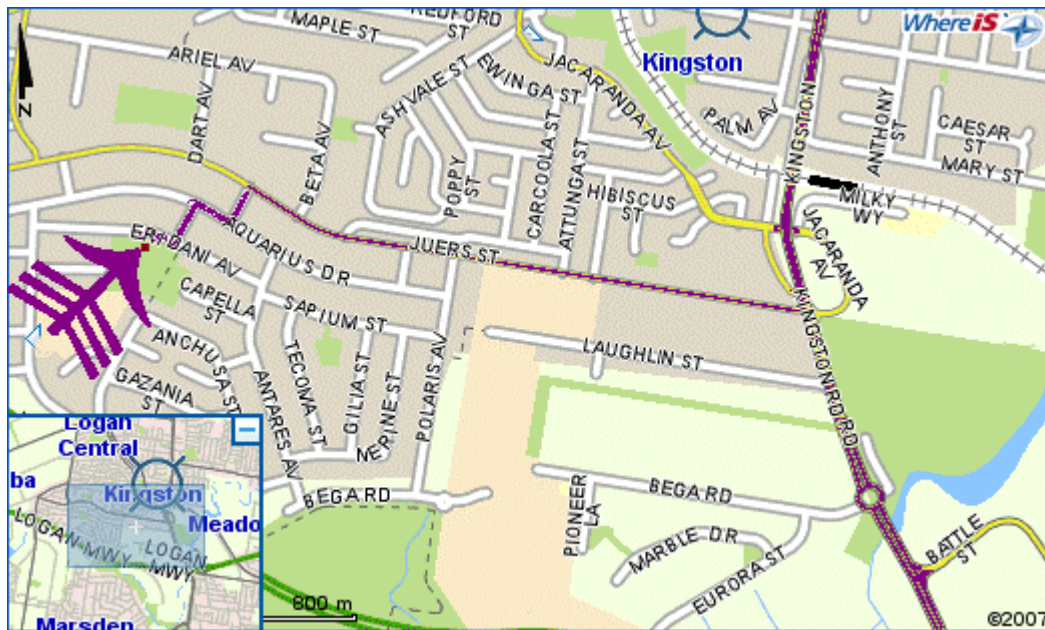 WhereiS
MAPLE ST
REDFORD
ST
Kingston
ARIEL AV
DART AV
BETA AV
ASHVALE ST
EWINGA ST
JACARANDA AV
PALM AV
KINGSTON
ANTHONY
ST
CAESAR
ST
MARY ST
POPPY
ST
CARCOOLA ST
ATTUNGA ST
HIBISCUS
ST
MILKY
WY
JACARANDA
AV
N
ERIDANI AV
AQUARIUS DR
JUERS ST
CAPELLA
ST
SAPIUM ST
KINGSTON RD RD
ANCHUSA ST
GAZANIA
ST
ANTARES AV
TECOMA ST
GILIA ST
NERINE ST
POLARIS AV
LAUGHLIN ST
BEGA RD
BEGA RD
PIONEER
LA
MARBLE DR
EURORA ST
BATTLE
ST
Logan
Central
ba
Kingston
Meado
LOGAN MWY
LOGAN
MWY
Marsden
800 m
©2007